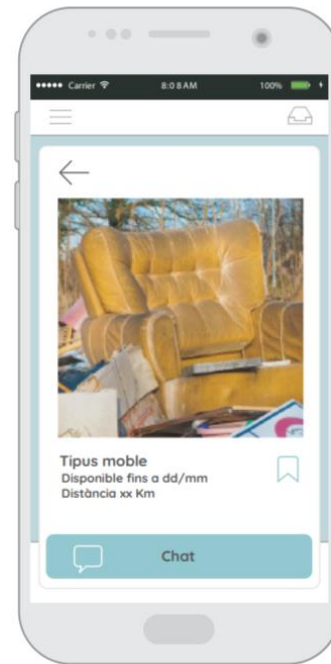 Carrier 8:08 AM 100%
Tipus moble
Disponible fins a dd/mm
Distància xx Km
Chat